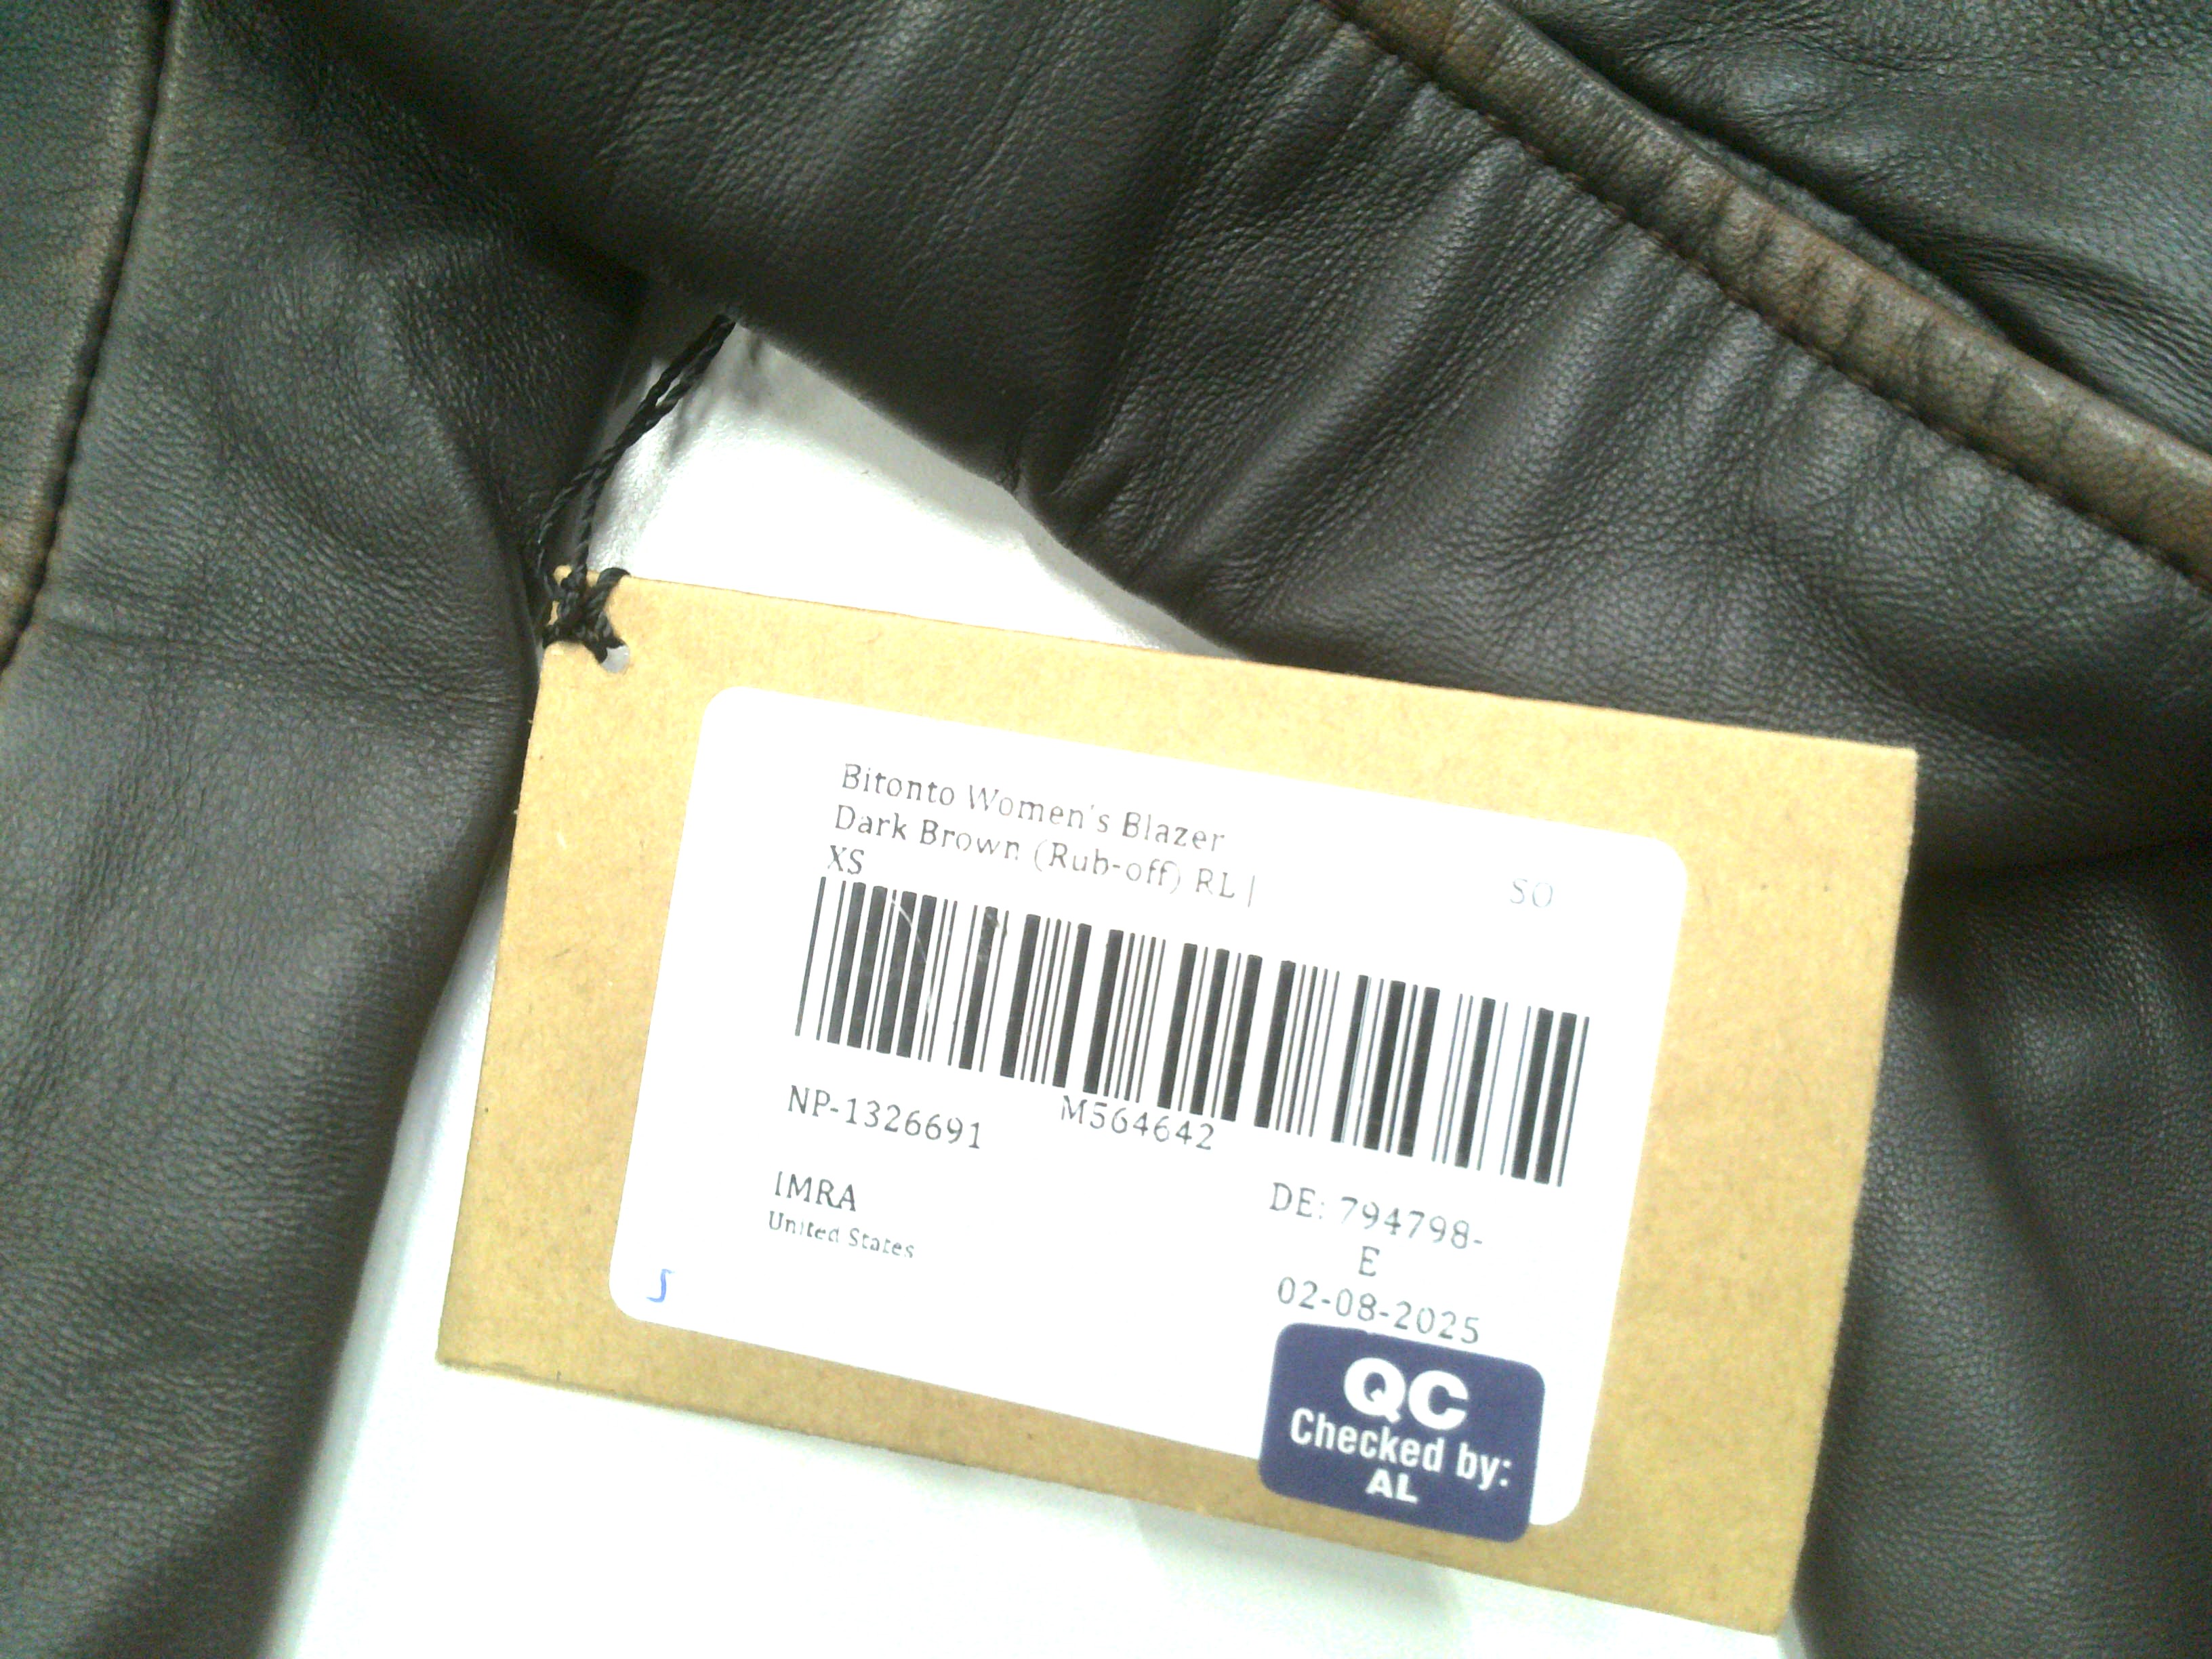 Bitonto Women's Blazer
Dark Brown (Rub-off) RL |
XS
SO
NP-1326691
M564642
IMRA
United States
DE: 794798-
E
02-08-2025
QC
Checked by:
AL